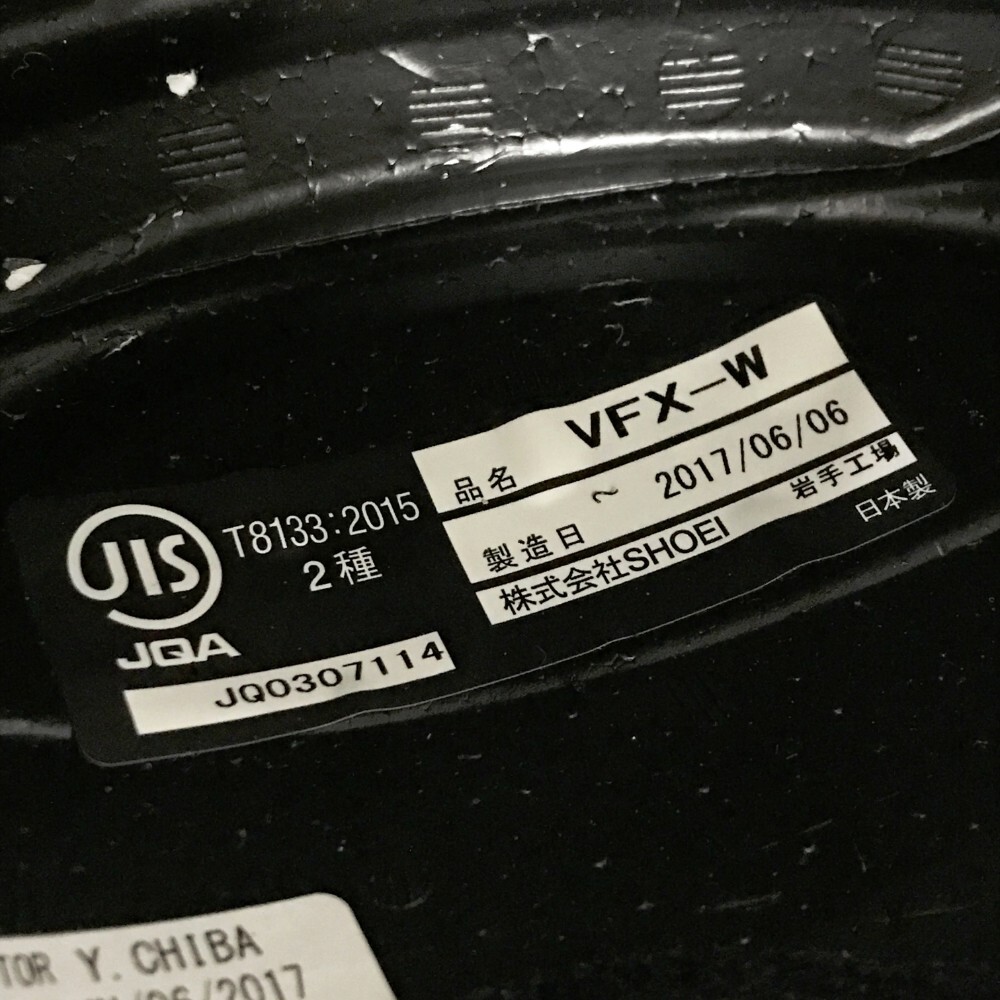 JIS
T8133:2015
2種
JQA
JQ0307114
品名 VFX-W
製造日 ~ 2017/06/06
株式会社SHOEI 岩手工場
日本製
Y. CHIBA
/06/2017